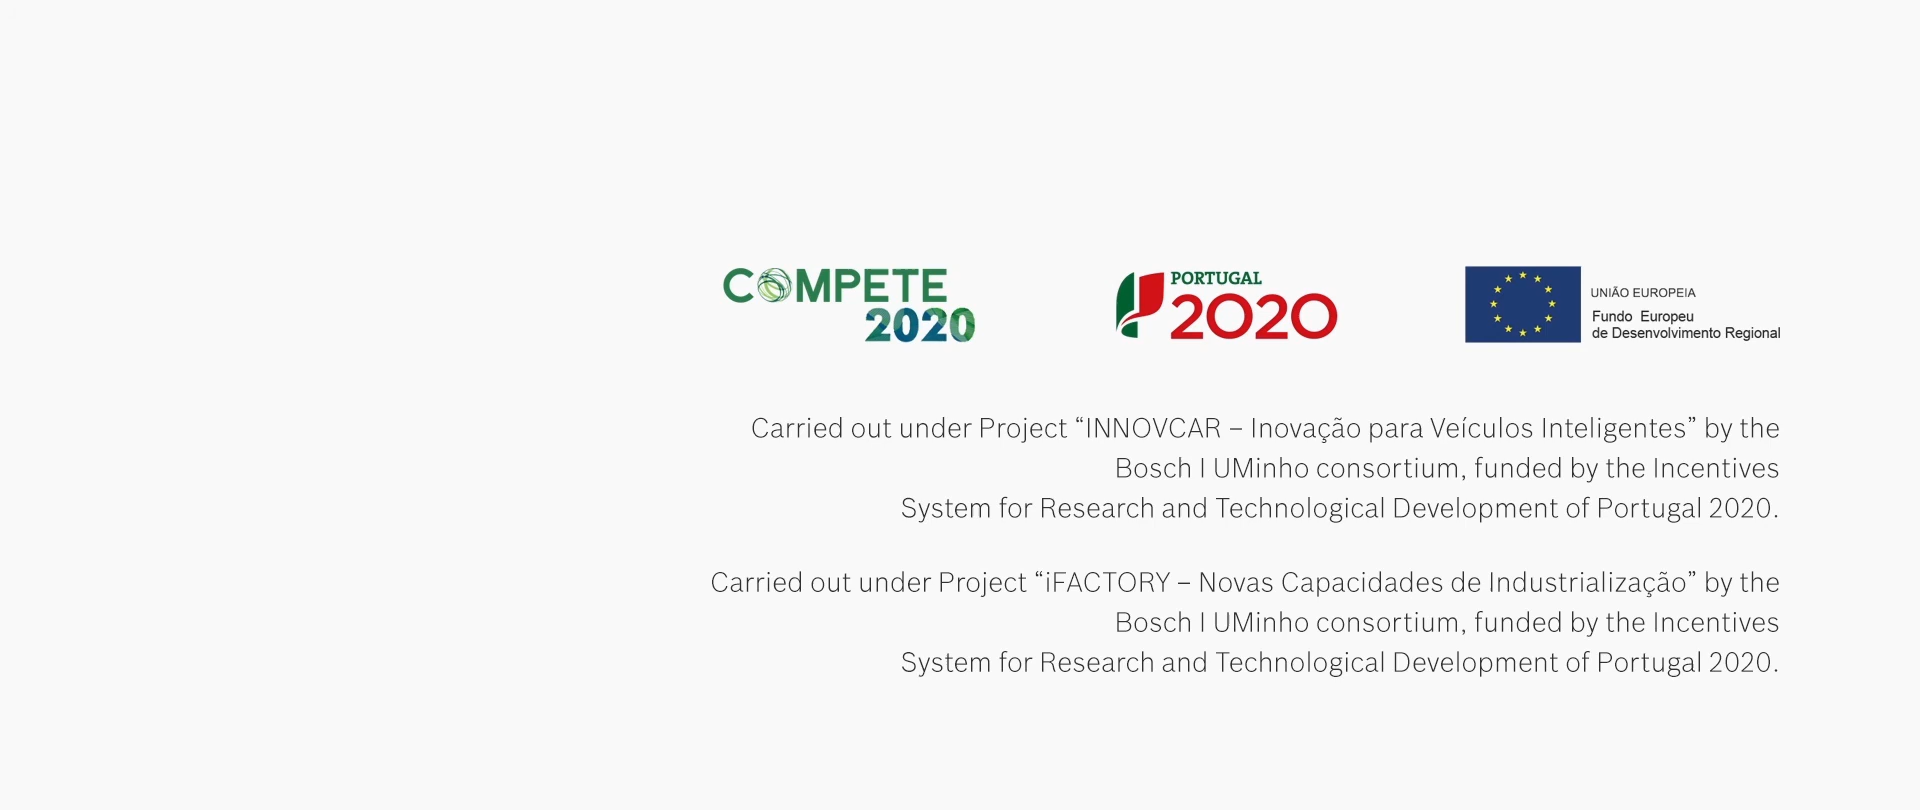 COMPETE
2020
PORTUGAL
2020
UNIÃO EUROPEIA
Fundo Europeu
de Desenvolvimento Regional
Carried out under Project “INNOVCAR – Inovação para Veículos Inteligentes” by the
Bosch I UMinho consortium, funded by the Incentives
System for Research and Technological Development of Portugal 2020.
Carried out under Project “iFACTORY – Novas Capacidades de Industrialização” by the
Bosch I UMinho consortium, funded by the Incentives
System for Research and Technological Development of Portugal 2020.